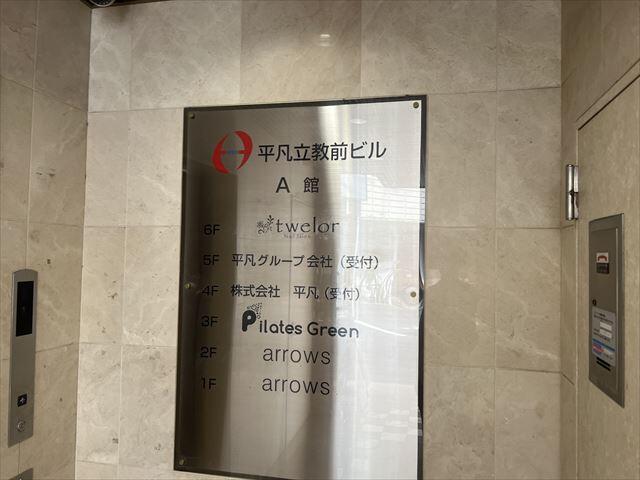 平凡立教前ビル
A 館
6F twelor
5F 平凡グループ会社（受付）
4F 株式会社 平凡（受付）
3F Pilates Green
2F arrows
1F arrows